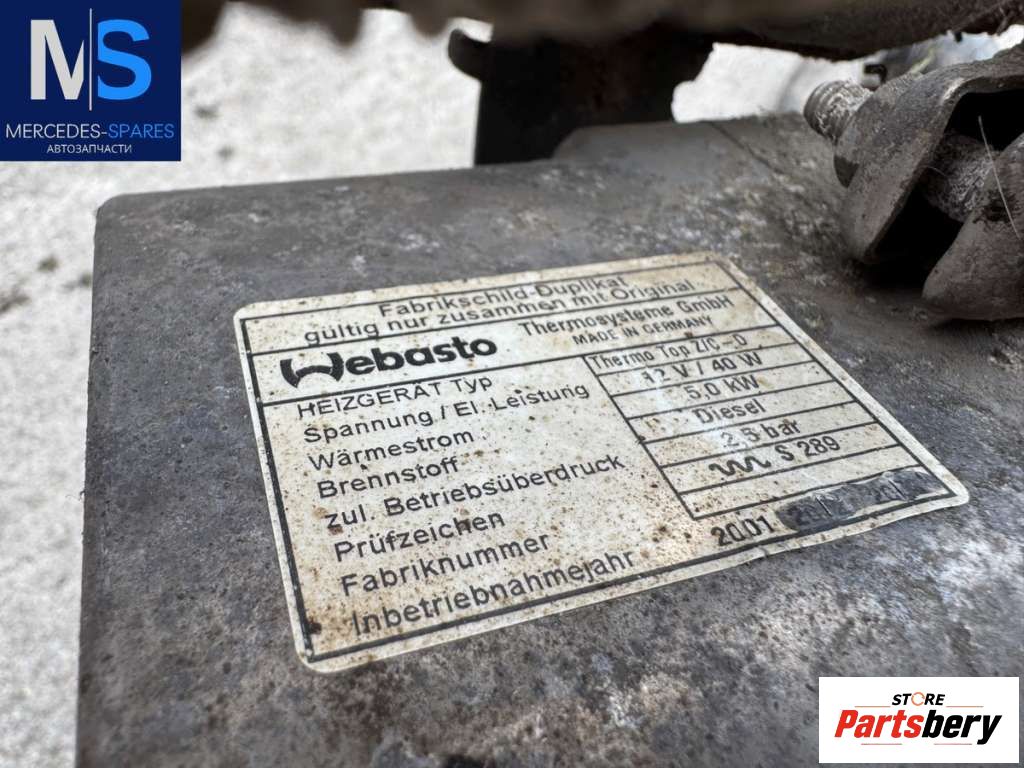 MS
MERCEDES-SPARES
АВТОЗАПЧАСТИ
Fabrikschild-Duplikat
gültig nur zusammen mit Original
Webasto Thermosysteme GmbH
MADE IN GERMANY
HEIZGERÄT Typ Thermo Top Z/C-D
Spannung / El. Leistung 12 V / 40 W
Wärmestrom 5,0 kW
Brennstoff Diesel
zul. Betriebsüberdruck 2,5 bar
Prüfzeichen S 289
Fabriknummer
Inbetriebnahmejahr 2001
STORE
Partsbery